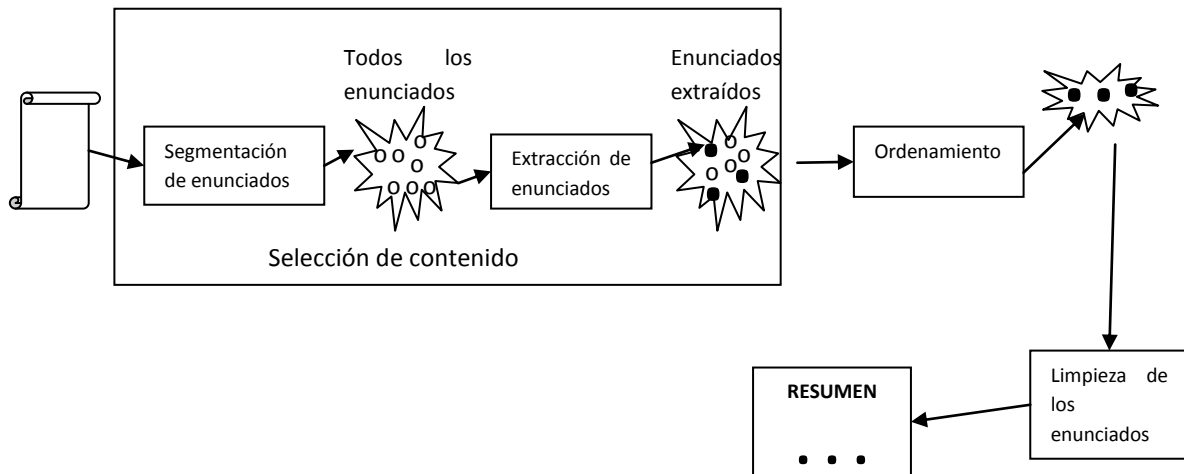 Todos los
enunciados
Enunciados
extraídos
Segmentación
de enunciados
O
O O
O
O O O
Extracción de
enunciados
O
O
O O
Ordenamiento
Selección de contenido
Limpieza de
los
enunciados
RESUMEN